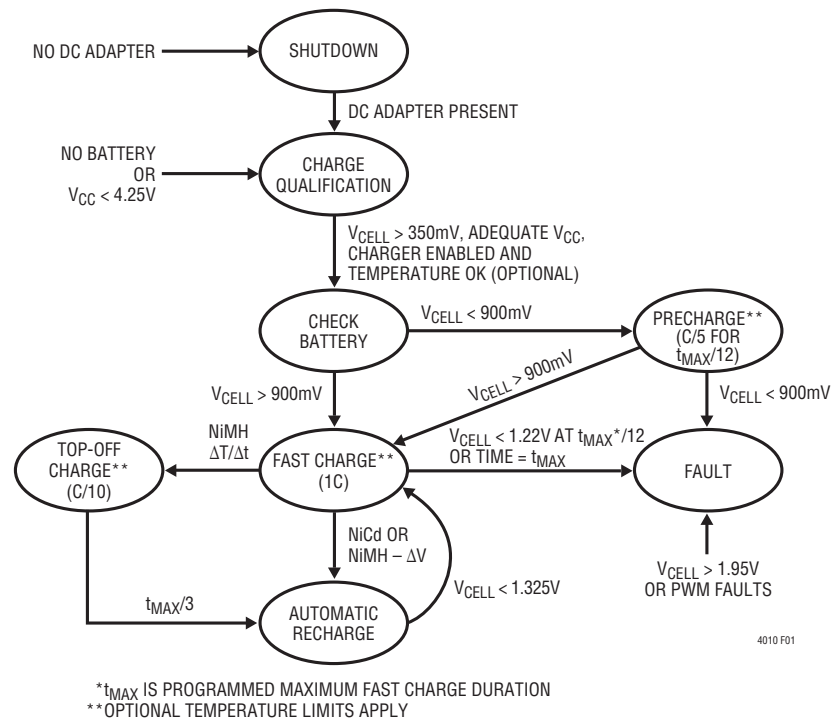 NO DC ADAPTER
SHUTDOWN
DC ADAPTER PRESENT
NO BATTERY
OR
VCC < 4.25V
CHARGE
QUALIFICATION
VCELL > 350mV, ADEQUATE VCC,
CHARGER ENABLED AND
TEMPERATURE OK (OPTIONAL)
CHECK
BATTERY
VCELL < 900mV
PRECHARGE**
(C/5 FOR
tMAX/12)
VCELL > 900mV
VCELL > 900mV
VCELL < 900mV
TOP-OFF
CHARGE**
(C/10)
NiMH
ΔT/Δt
FAST CHARGE**
(1C)
VCELL < 1.22V AT tMAX*/12
OR TIME = tMAX
FAULT
NiCd OR
NiMH – ΔV
VCELL < 1.325V
VCELL > 1.95V
OR PWM FAULTS
tMAX/3
AUTOMATIC
RECHARGE
4010 F01
*tMAX IS PROGRAMMED MAXIMUM FAST CHARGE DURATION
**OPTIONAL TEMPERATURE LIMITS APPLY